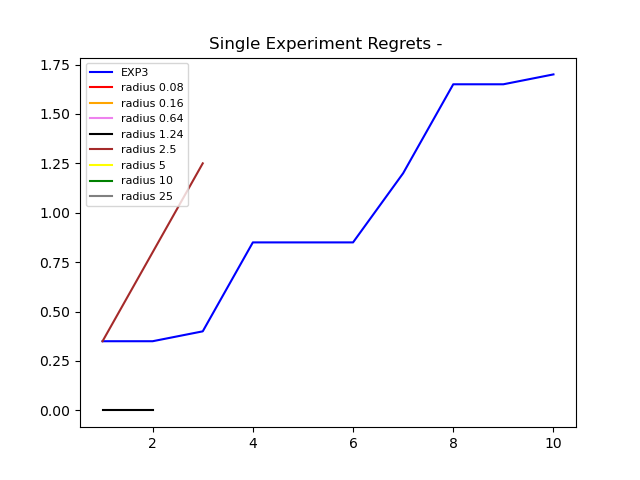 Single Experiment Regrets -
EXP3
radius 0.08
radius 0.16
radius 0.64
radius 1.24
radius 2.5
radius 5
radius 10
radius 25
1.75
1.50
1.25
1.00
0.75
0.50
0.25
0.00
2 4 6 8 10